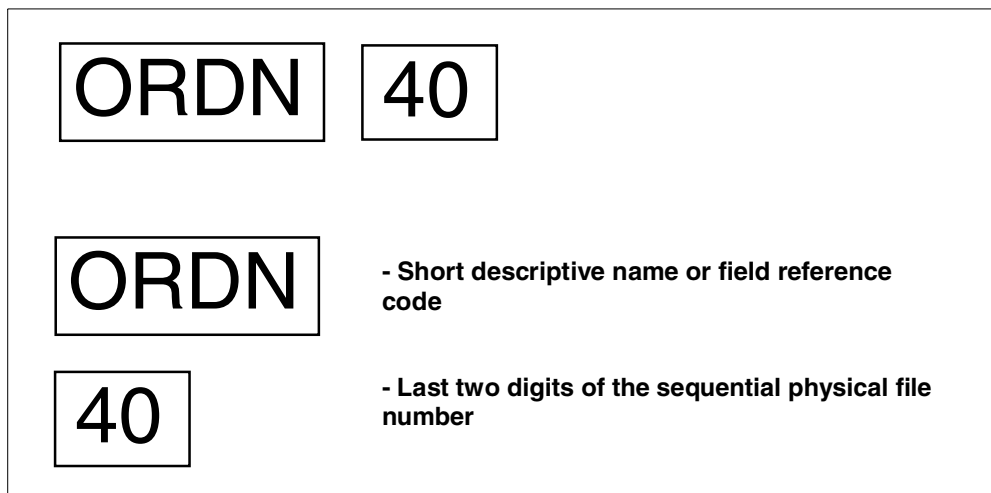 ORDN 40
ORDN
- Short descriptive name or field reference
code
40
- Last two digits of the sequential physical file
number